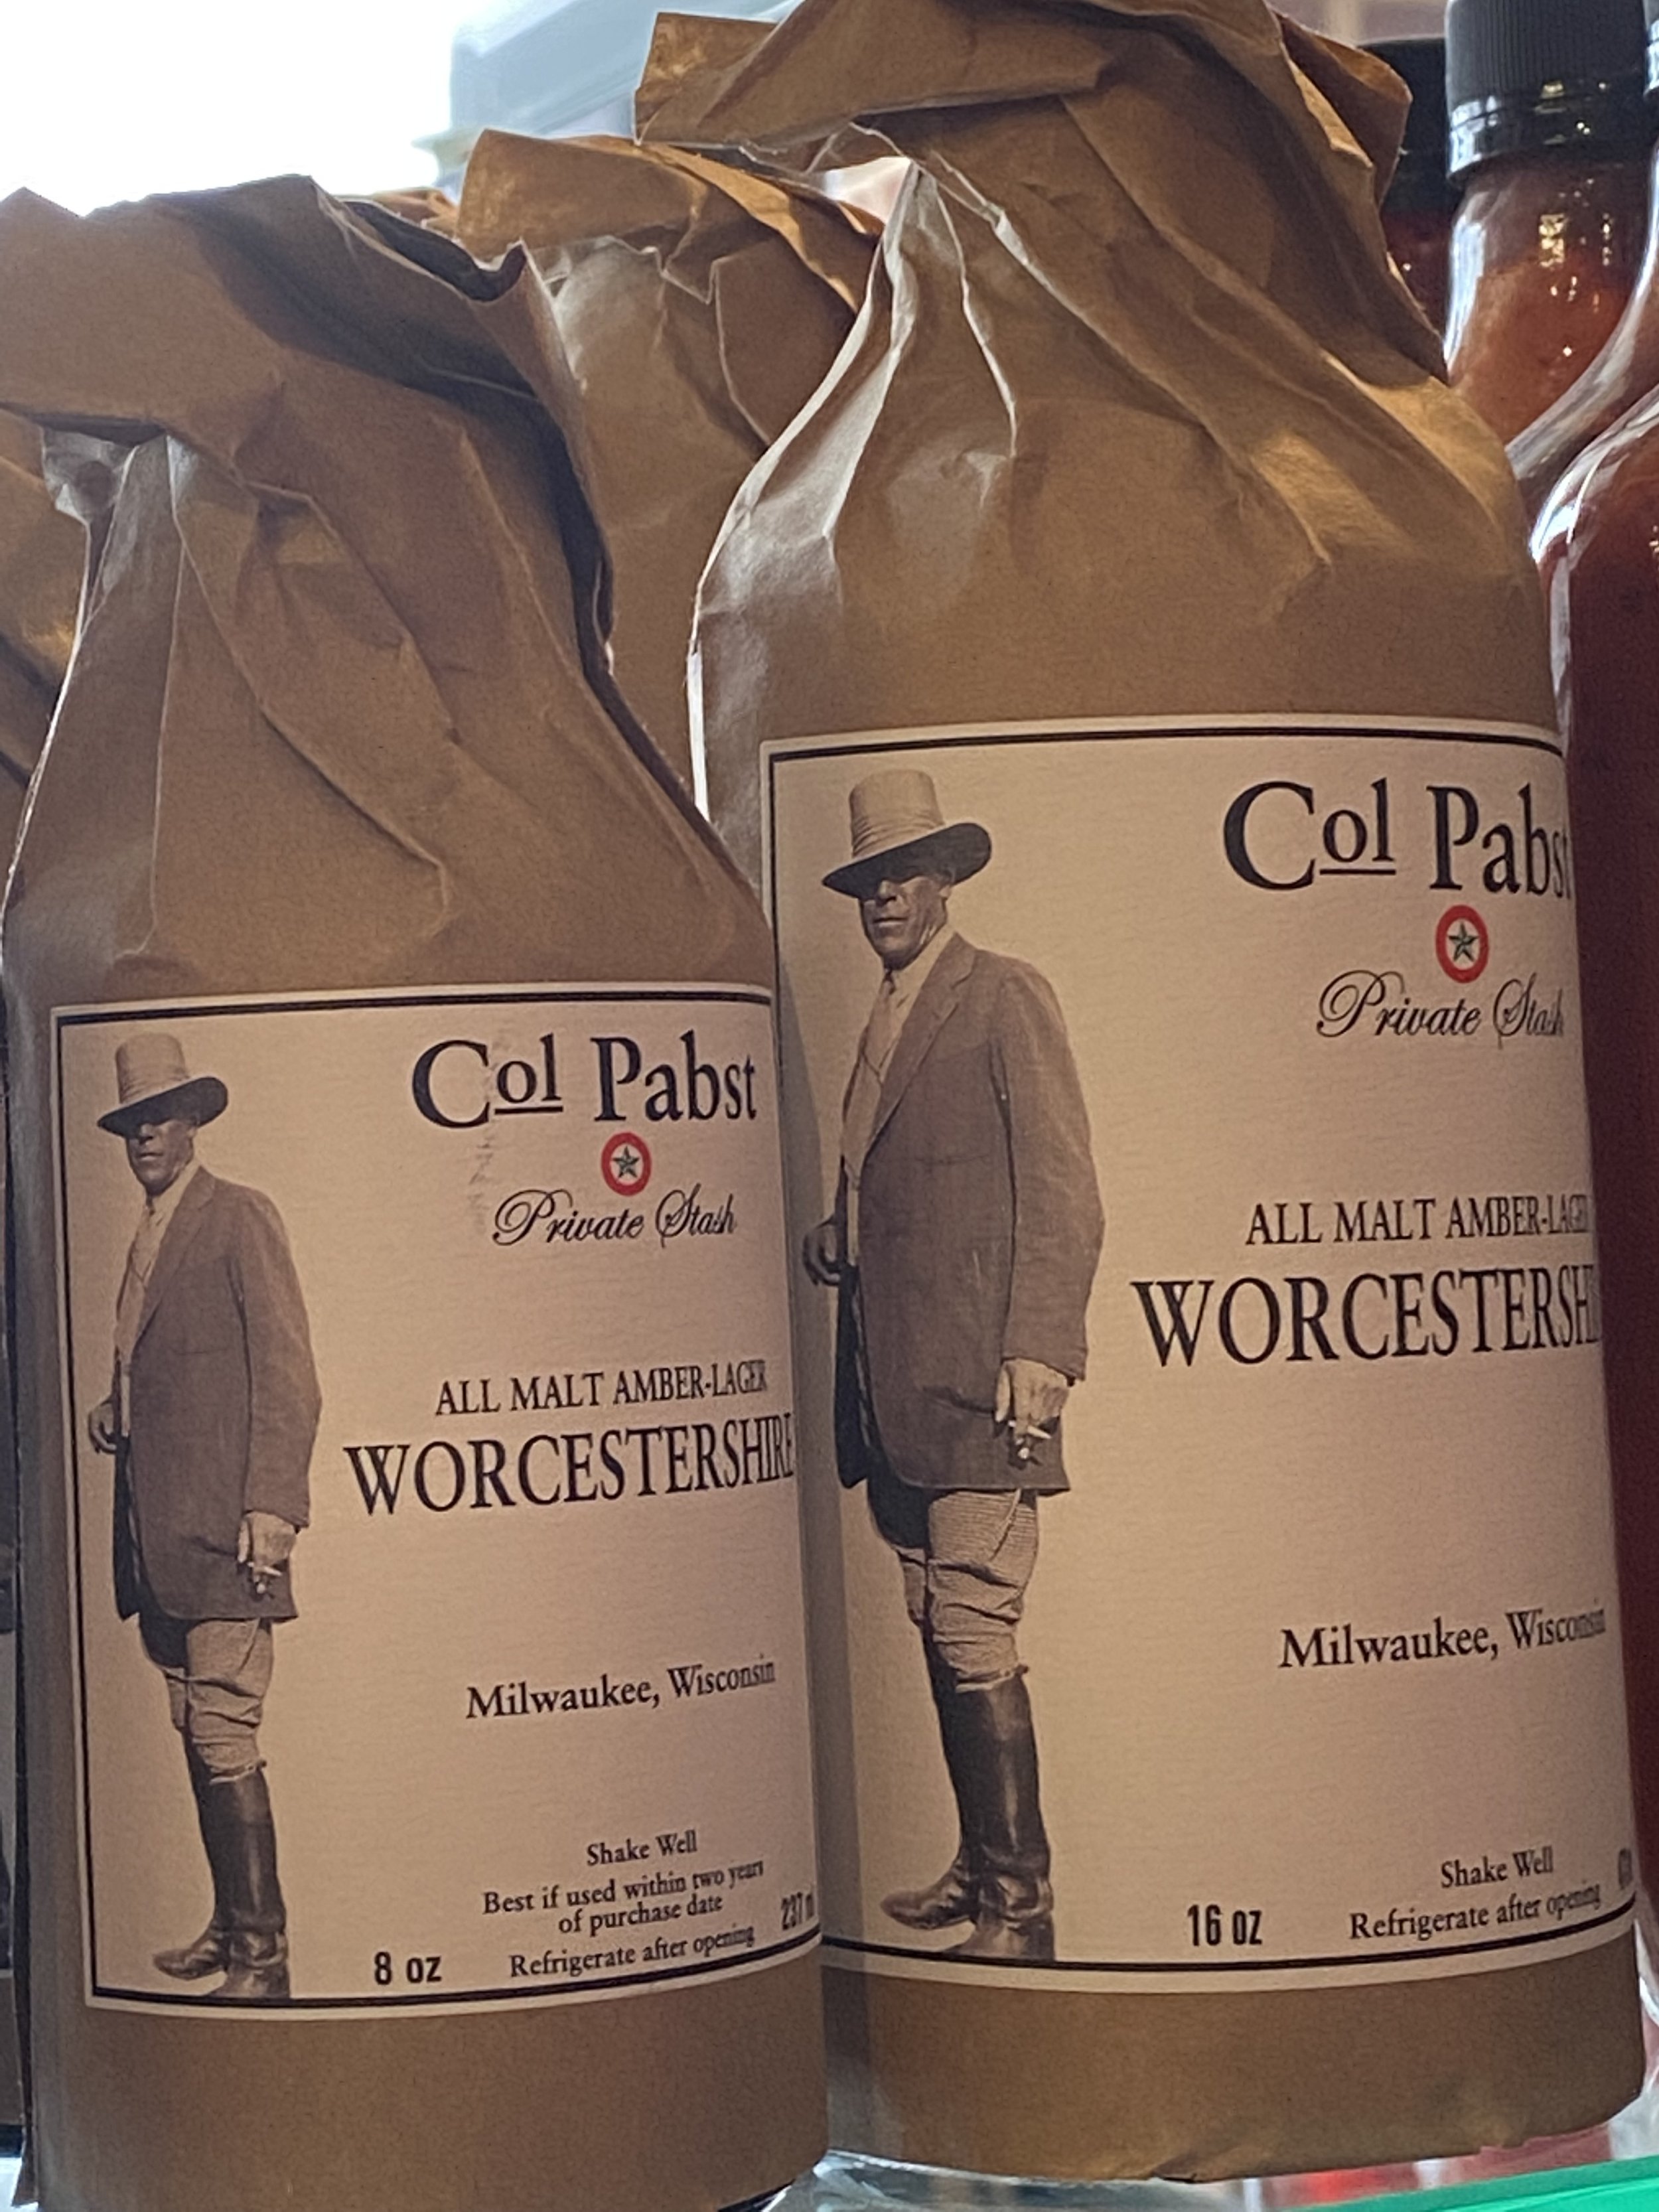 Col Pabst
Private Stash
ALL MALT AMBER-LAGER
WORCESTERSHIRE
Milwaukee, Wisconsin
Shake Well
Best if used within two years
of purchase date
8 oz
Refrigerate after opening
237
Col Pabst
Private Stash
ALL MALT AMBER-LAGER
WORCESTERSHI
Milwaukee, Wisconsin
Shake Well
16 oz
Refrigerate after opening